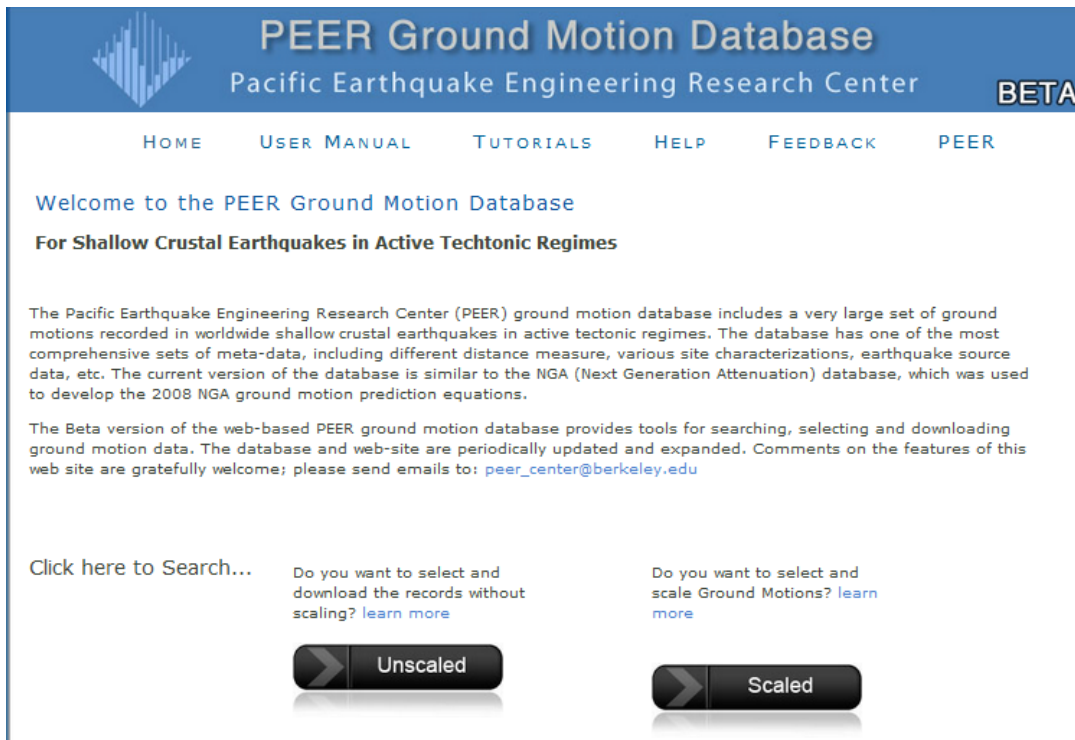 PEER Ground Motion Database
Pacific Earthquake Engineering Research Center
BETA
HOME USER MANUAL TUTORIALS HELP FEEDBACK PEER
Welcome to the PEER Ground Motion Database
For Shallow Crustal Earthquakes in Active Techtonic Regimes
The Pacific Earthquake Engineering Research Center (PEER) ground motion database includes a very large set of ground
motions recorded in worldwide shallow crustal earthquakes in active tectonic regimes. The database has one of the most
comprehensive sets of meta-data, including different distance measure, various site characterizations, earthquake source
data, etc. The current version of the database is similar to the NGA (Next Generation Attenuation) database, which was used
to develop the 2008 NGA ground motion prediction equations.
The Beta version of the web-based PEER ground motion database provides tools for searching, selecting and downloading
ground motion data. The database and web-site are periodically updated and expanded. Comments on the features of this
web site are gratefully welcome; please send emails to: peer_center@berkeley.edu
Click here to Search...
Do you want to select and
download the records without
scaling? learn more
Unscaled
Do you want to select and
scale Ground Motions? learn
more
Scaled